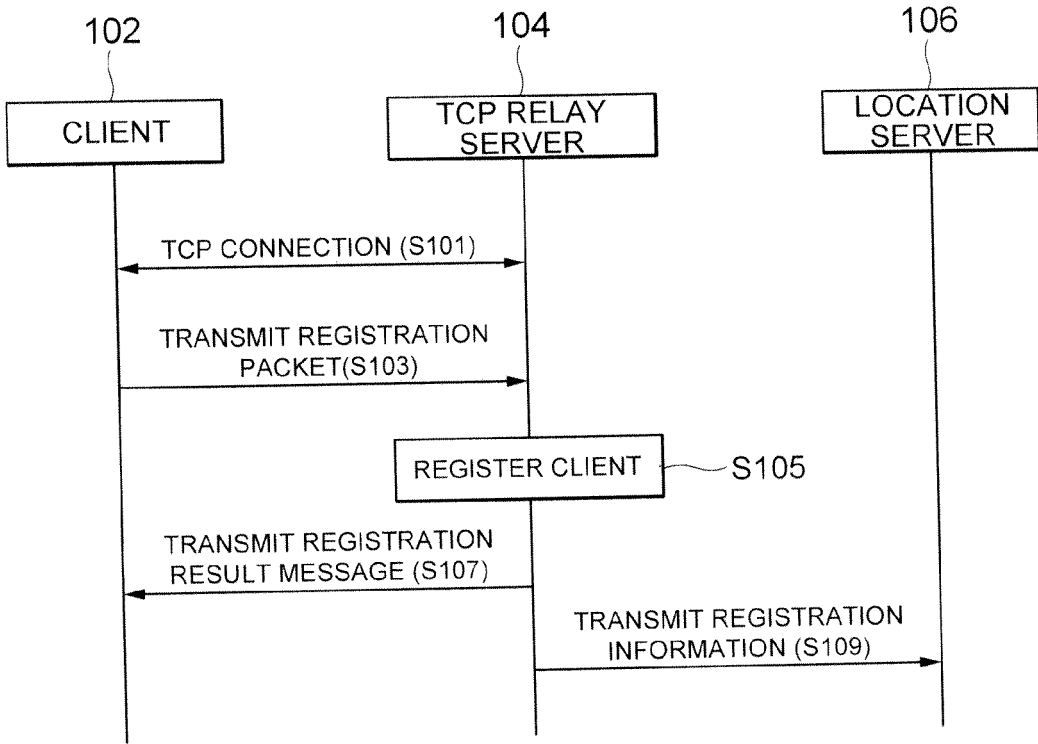 102
104
106
CLIENT
TCP RELAY
SERVER
LOCATION
SERVER
TCP CONNECTION (S101)
TRANSMIT REGISTRATION
PACKET(S103)
REGISTER CLIENT
S105
TRANSMIT REGISTRATION
RESULT MESSAGE (S107)
TRANSMIT REGISTRATION
INFORMATION (S109)